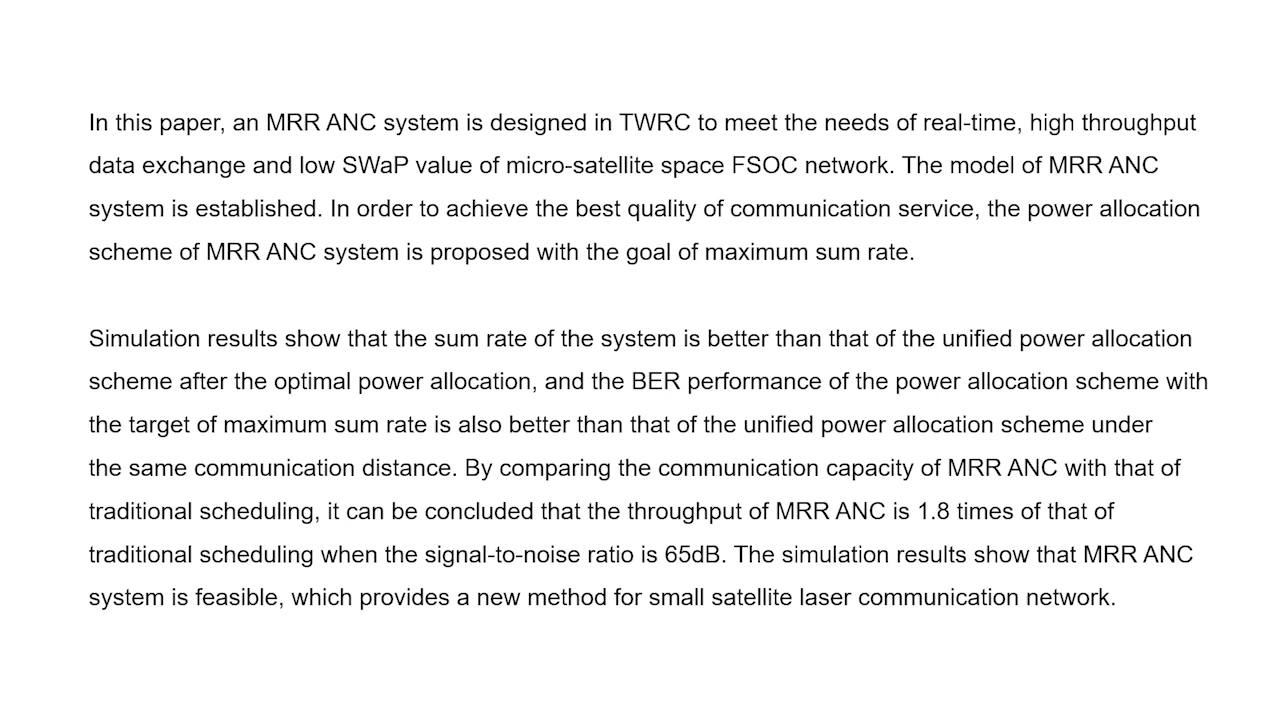 In this paper, an MRR ANC system is designed in TWRC to meet the needs of real-time, high throughput
data exchange and low SWaP value of micro-satellite space FSOC network. The model of MRR ANC
system is established. In order to achieve the best quality of communication service, the power allocation
scheme of MRR ANC system is proposed with the goal of maximum sum rate.
Simulation results show that the sum rate of the system is better than that of the unified power allocation
scheme after the optimal power allocation, and the BER performance of the power allocation scheme with
the target of maximum sum rate is also better than that of the unified power allocation scheme under
the same communication distance. By comparing the communication capacity of MRR ANC with that of
traditional scheduling, it can be concluded that the throughput of MRR ANC is 1.8 times of that of
traditional scheduling when the signal-to-noise ratio is 65dB. The simulation results show that MRR ANC
system is feasible, which provides a new method for small satellite laser communication network.